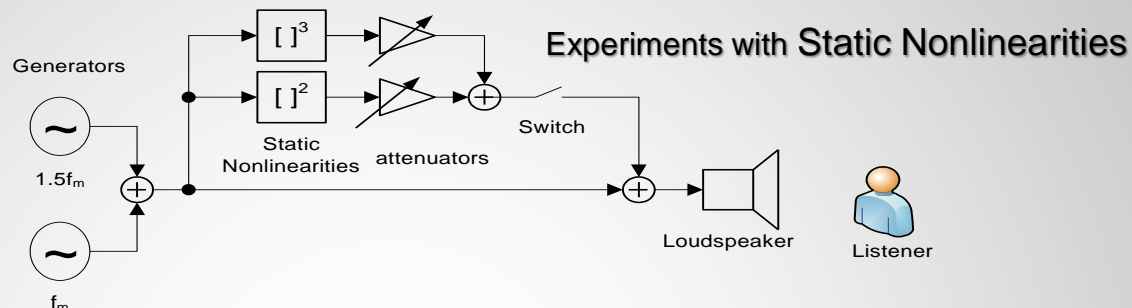 Experiments with Static Nonlinearities
Generators
~
1.5fₘ
~
fₘ
[ ]³
[ ]²
Static
Nonlinearities
attenuators
+
+
+
Switch
Loudspeaker
Listener